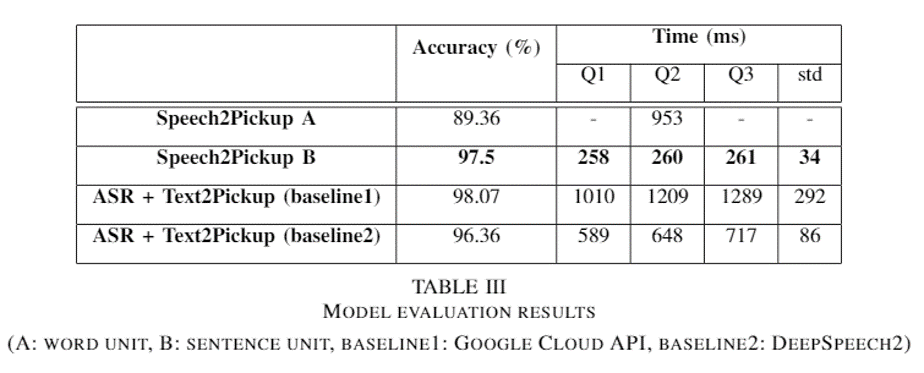 Accuracy (%) Time (ms)
Q1 Q2 Q3 std
Speech2Pickup A 89.36 - 953 - -
Speech2Pickup B 97.5 258 260 261 34
ASR + Text2Pickup (baseline1) 98.07 1010 1209 1289 292
ASR + Text2Pickup (baseline2) 96.36 589 648 717 86
TABLE III
MODEL EVALUATION RESULTS
(A: WORD UNIT, B: SENTENCE UNIT, BASELINE1: GOOGLE CLOUD API, BASELINE2: DEEPSPEECH2)